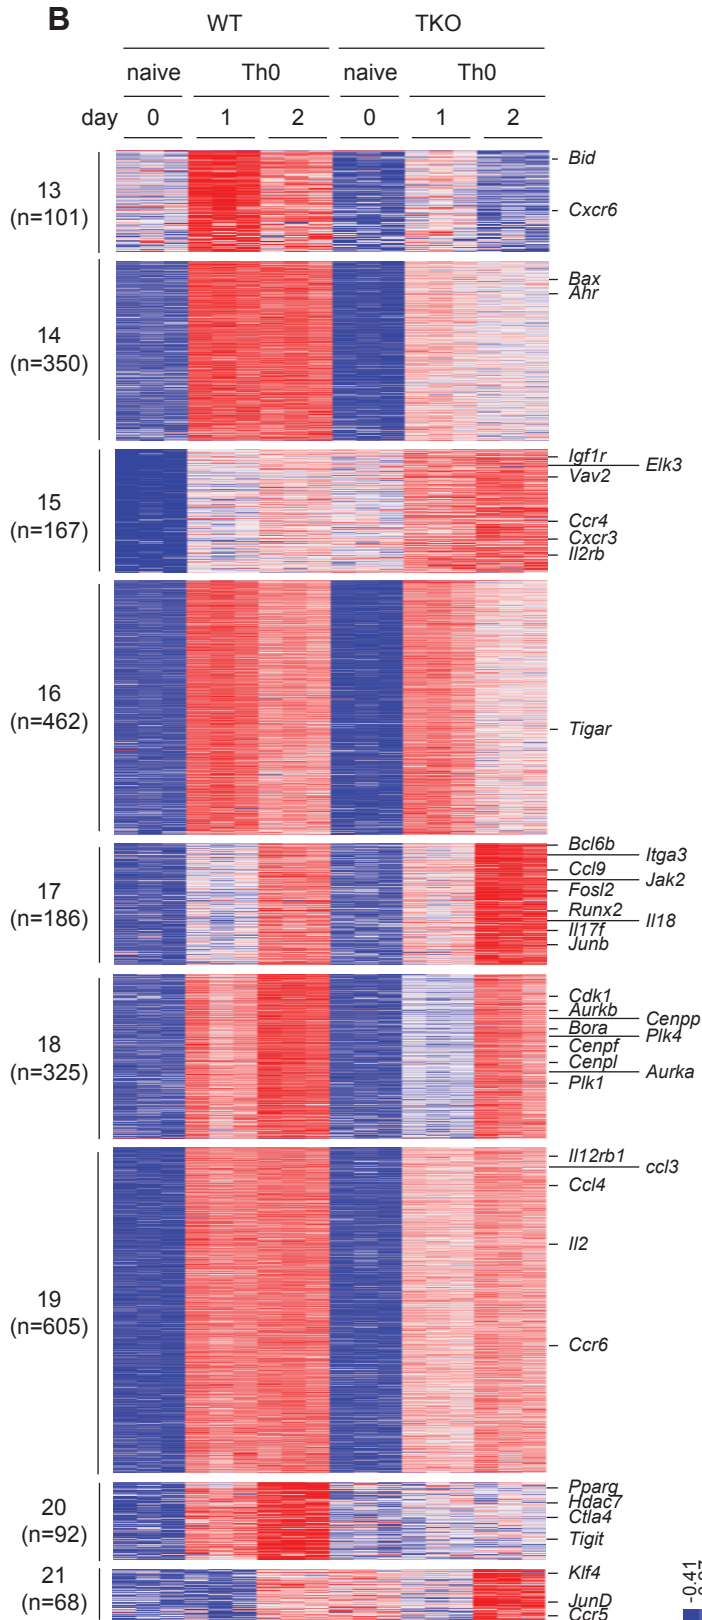 B
WT TKO
naive Th0 naive Th0
day 0 1 2 0 1 2
13
(n=101)
Bid
Cxcr6
14
(n=350)
Bax
Ahr
15
(n=167)
Igf1r
Elk3
Vav2
Ccr4
Cxcr3
Il2rb
16
(n=462)
Tigar
17
(n=186)
Bcl6b
Itga3
Ccl9
Jak2
Fosl2
Runx2
Il18
Il17f
Junb
18
(n=325)
Cdk1
Aurkb
Cenpp
Bora
Plk4
Cenpf
Cenpl
Aurka
Plk1
19
(n=605)
Il12rb1
ccl3
Ccl4
Il2
Ccr6
20
(n=92)
Pparg
Hdac7
Ctla4
Tigit
21
(n=68)
Klf4
JunD
Ccr5
-0.41